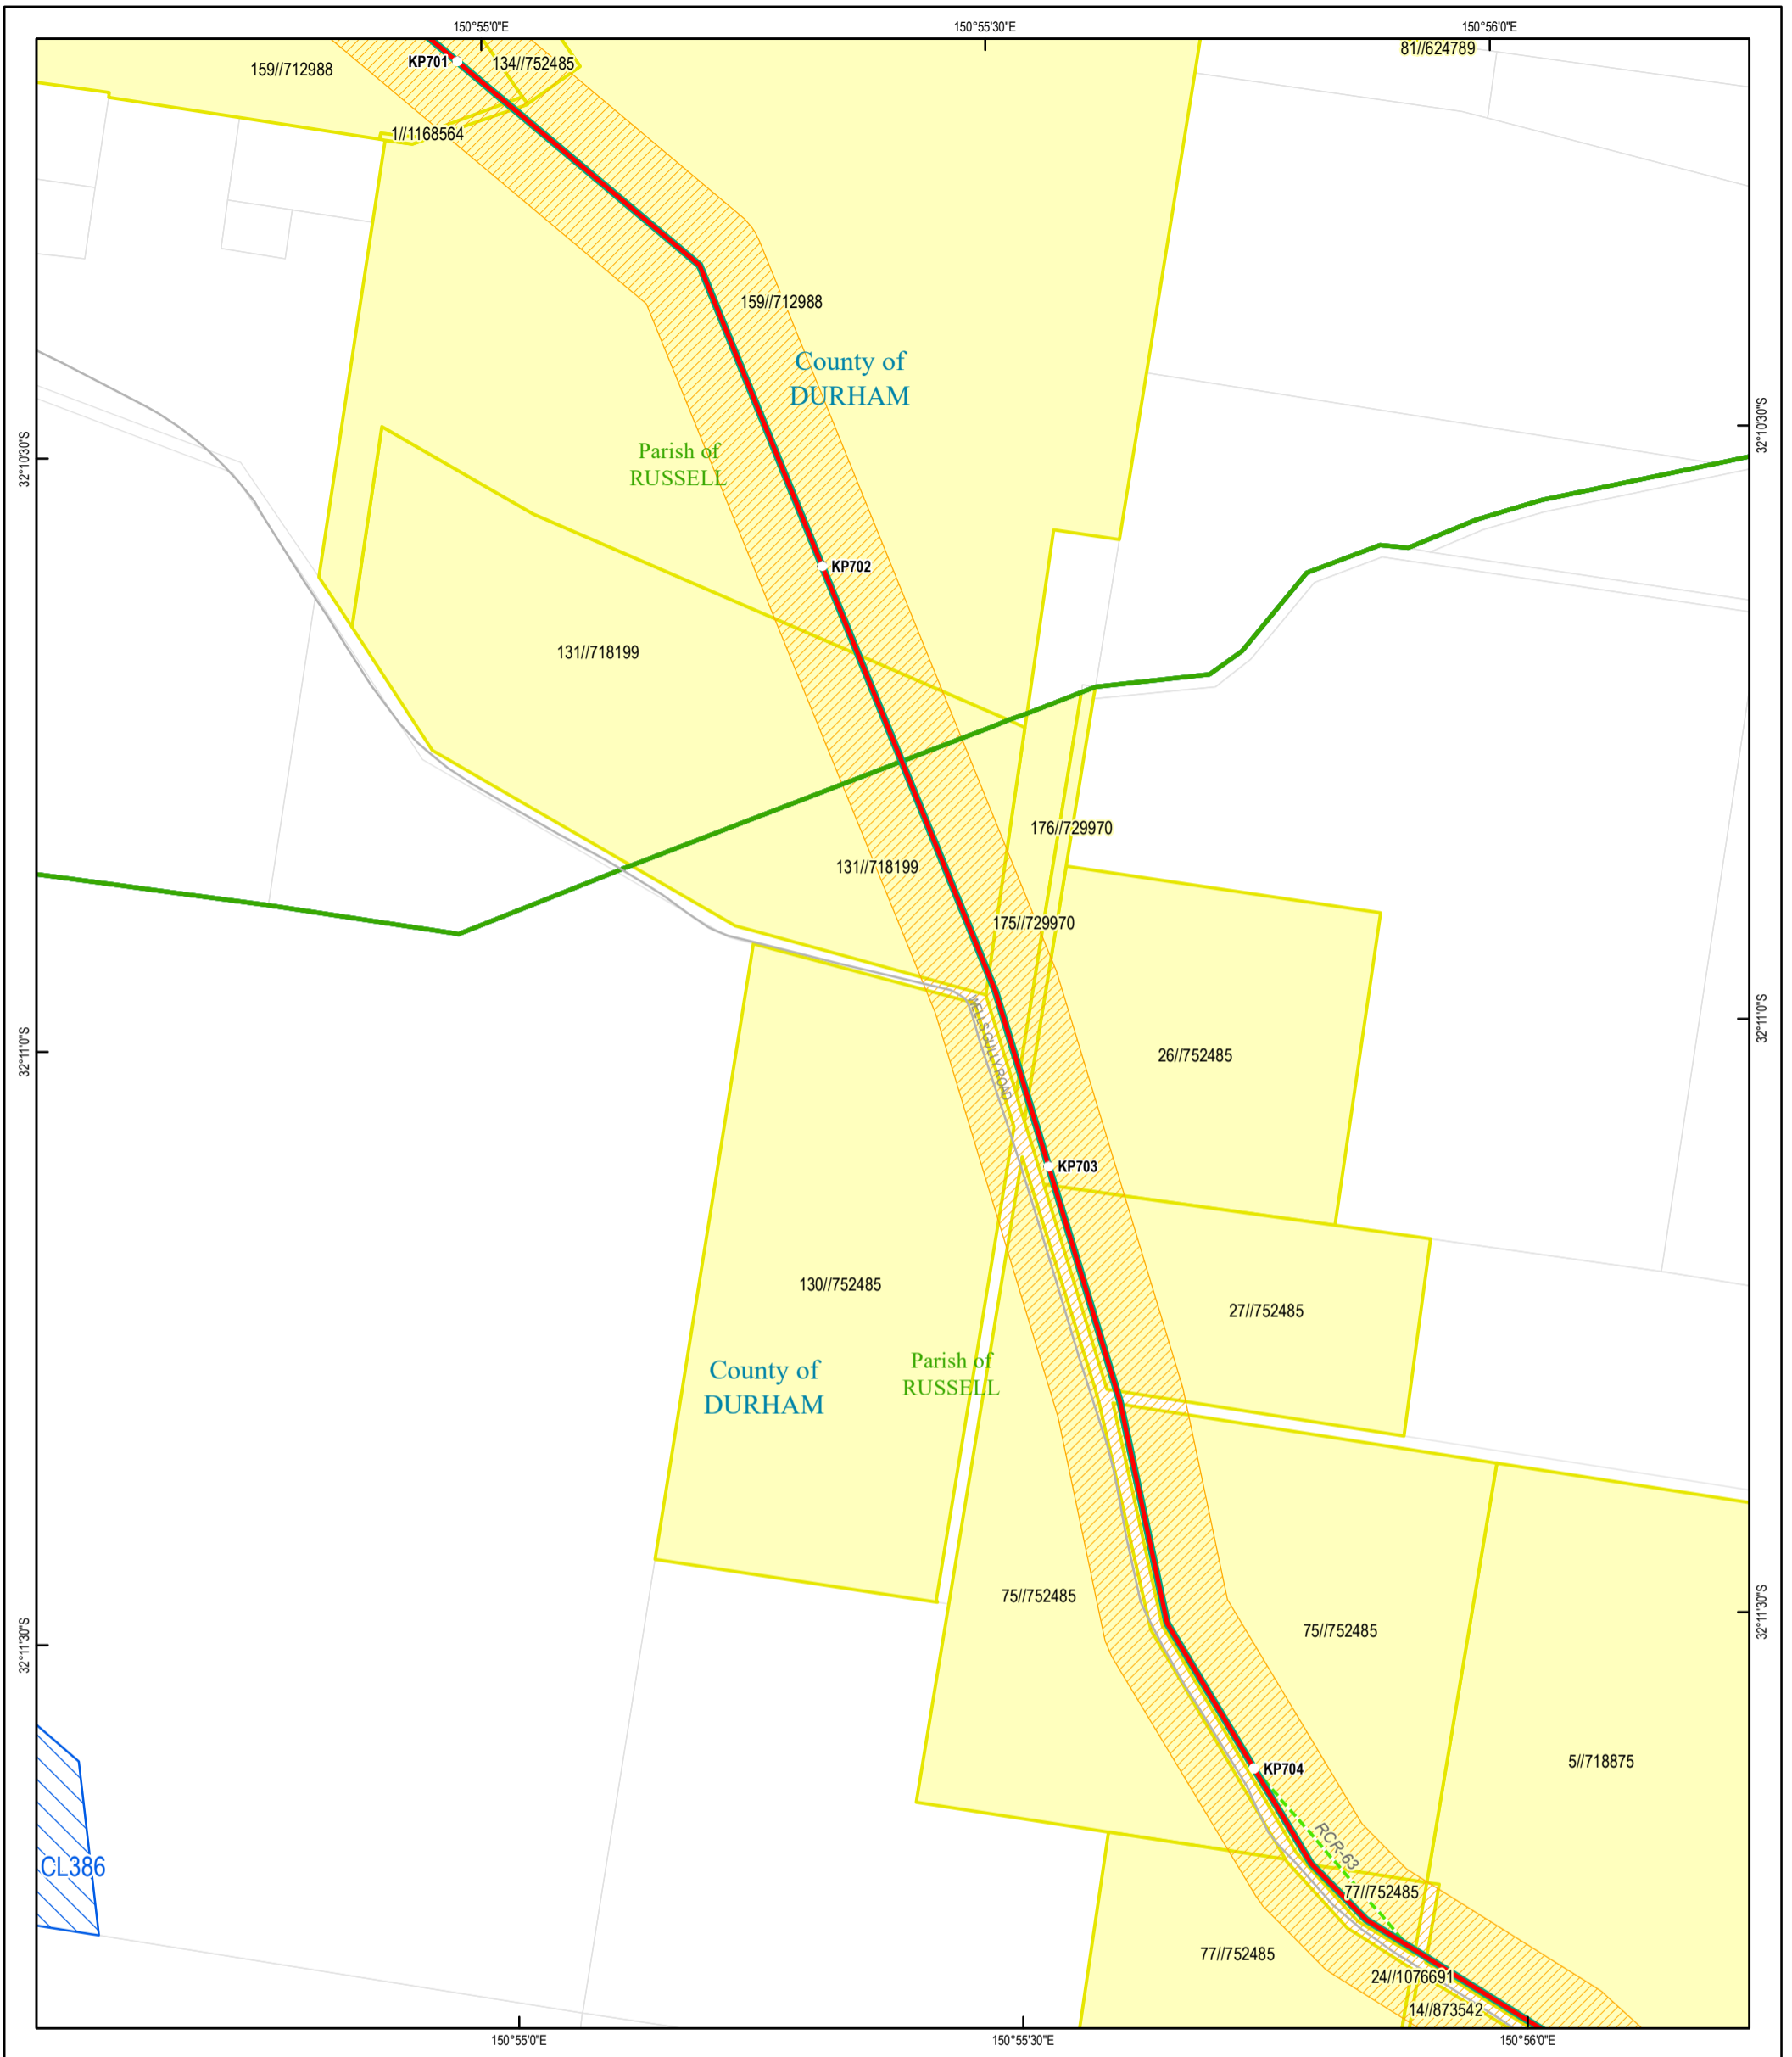 150°55'0"E
150°55'30"E
150°56'0"E
81//624789
KP701
134//752485
159//712988
1//1168564
159//712988
County of
DURHAM
32°10'30"S
32°10'30"S
Parish of
RUSSELL
KP702
131//718199
176//729970
131//718199
175//729970
32°11'0"S
32°11'0"S
WELLS GULLY ROAD
26//752485
KP703
130//752485
27//752485
County of
DURHAM
Parish of
RUSSELL
75//752485
75//752485
32°11'30"S
32°11'30"S
5//718875
KP704
RCR-63
CL386
77//752485
77//752485
24//1076691
14//873542
150°55'0"E
150°55'30"E
150°56'0"E